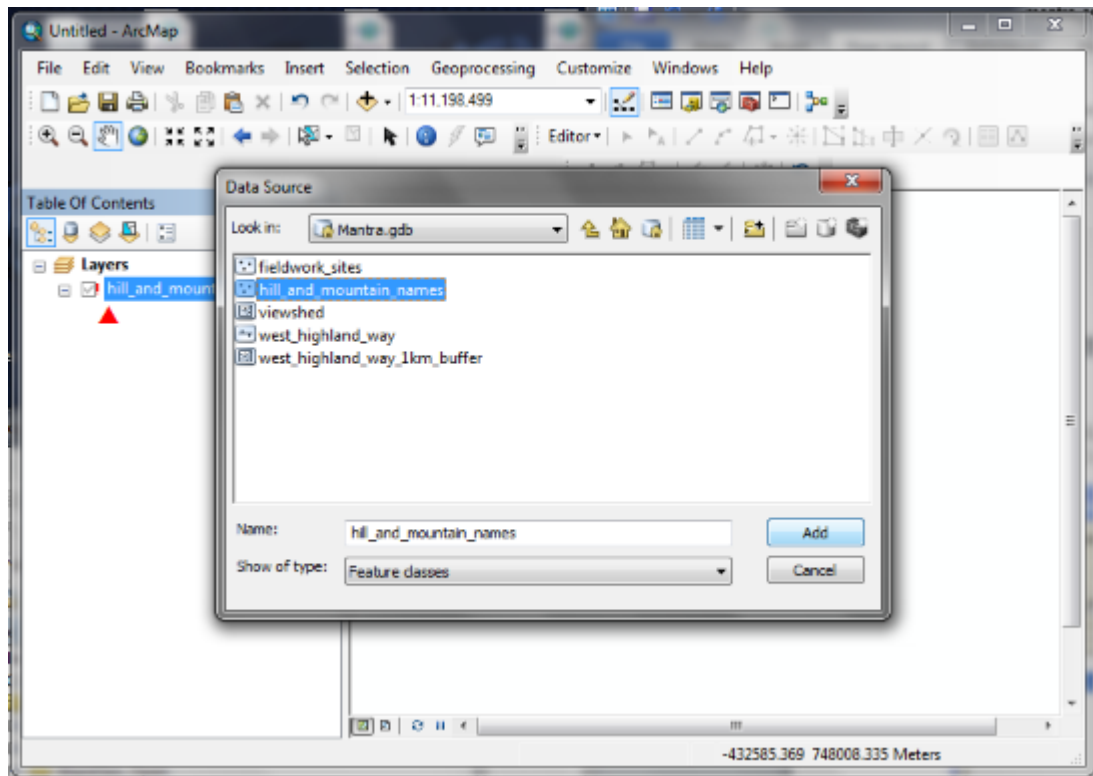 Untitled - ArcMap
File Edit View Bookmarks Insert Selection Geoprocessing Customize Windows Help
1:11,198,499
Editor
Table Of Contents
Layers
hill_and_mount
Data Source
Look in: Mantra.gdb
fieldwork_sites
hill_and_mountain_names
viewshed
west_highland_way
west_highland_way_1km_buffer
Name: hill_and_mountain_names Add
Show of type: Feature classes Cancel
-432585.369 748008.335 Meters